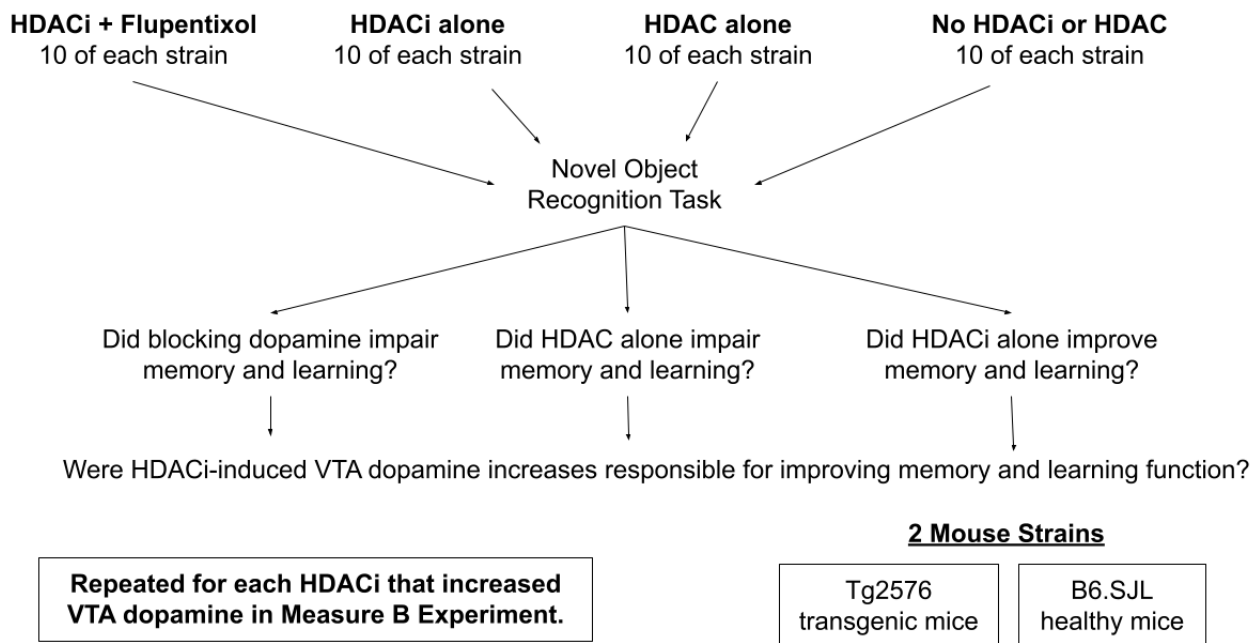 HDACi + Flupentixol
10 of each strain
HDACi alone
10 of each strain
HDAC alone
10 of each strain
No HDACi or HDAC
10 of each strain
Novel Object
Recognition Task
Did blocking dopamine impair
memory and learning?
Did HDAC alone impair
memory and learning?
Did HDACi alone improve
memory and learning?
Were HDACi-induced VTA dopamine increases responsible for improving memory and learning function?
Repeated for each HDACi that increased
VTA dopamine in Measure B Experiment.
2 Mouse Strains
Tg2576
transgenic mice
B6.SJL
healthy mice